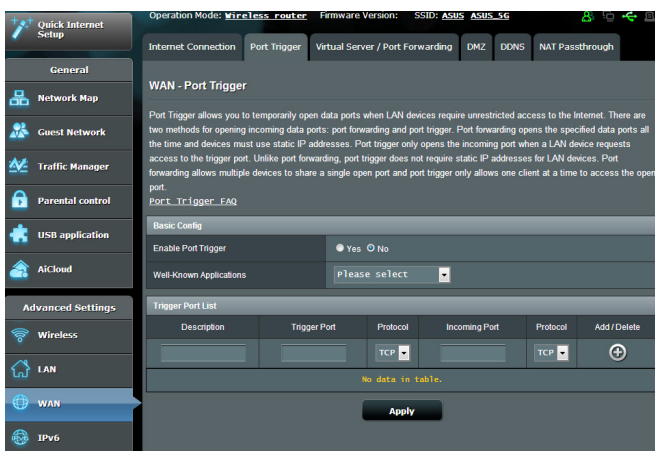 Quick Internet
Setup
General
Network Map
Guest Network
Traffic Manager
Parental control
USB application
AiCloud
Advanced Settings
Wireless
LAN
WAN
IPv6
Operation Mode: Wireless router Firmware Version: SSID: ASUS ASUS_5G
Internet Connection Port Trigger Virtual Server / Port Forwarding DMZ DDNS NAT Passthrough
WAN - Port Trigger
Port Trigger allows you to temporarily open data ports when LAN devices require unrestricted access to the Internet. There are
two methods for opening incoming data ports: port forwarding and port trigger. Port forwarding opens the specified data ports all
the time and devices must use static IP addresses. Port trigger only opens the incoming port when a LAN device requests
access to the trigger port. Unlike port forwarding, port trigger does not require static IP addresses for LAN devices. Port
forwarding allows multiple devices to share a single open port and port trigger only allows one client at a time to access the open
port.
Port Trigger FAQ
Basic Config
Enable Port Trigger Yes No
Well-Known Applications Please select
Trigger Port List
Description Trigger Port Protocol Incoming Port Protocol Add / Delete
TCP TCP
No data in table.
Apply